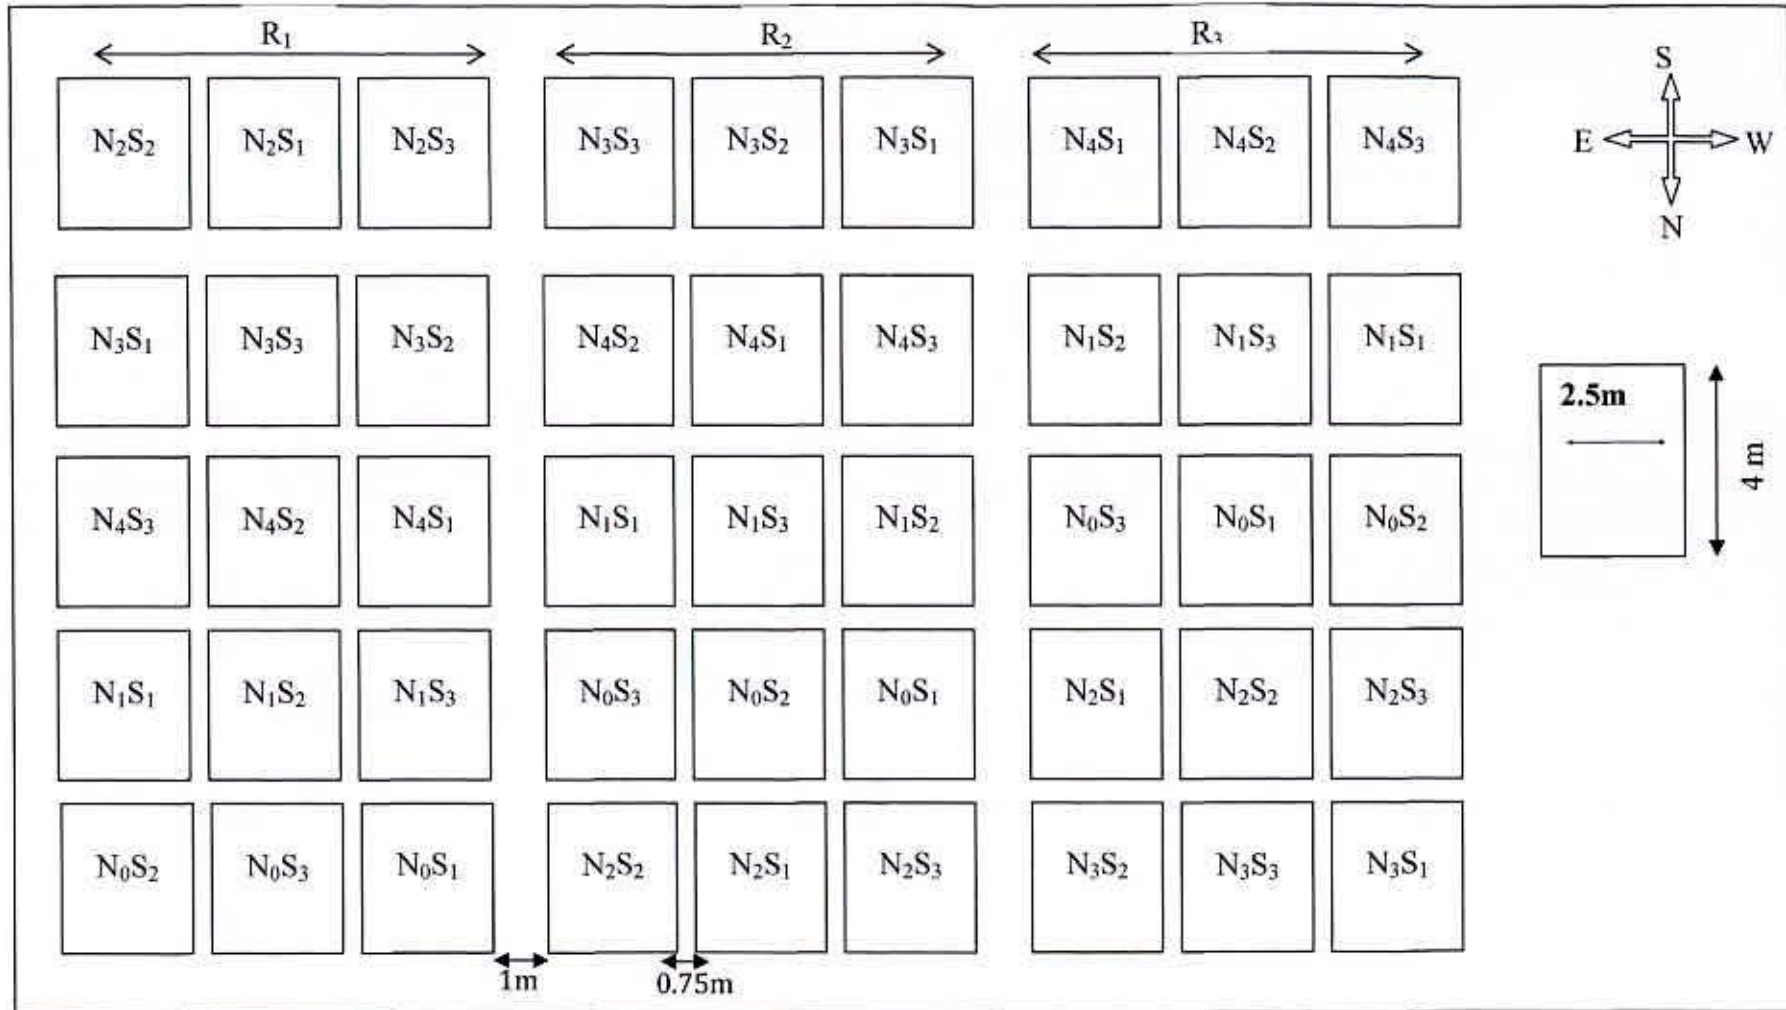 R₁ R₂ R₃
S
E W
N
N₂S₂ N₂S₁ N₂S₃ N₃S₃ N₃S₂ N₃S₁ N₄S₁ N₄S₂ N₄S₃
N₃S₁ N₃S₃ N₃S₂ N₄S₂ N₄S₁ N₄S₃ N₁S₂ N₁S₃ N₁S₁
2.5m
4 m
N₄S₃ N₄S₂ N₄S₁ N₁S₁ N₁S₃ N₁S₂ N₀S₃ N₀S₁ N₀S₂
N₁S₁ N₁S₂ N₁S₃ N₀S₃ N₀S₂ N₀S₁ N₂S₁ N₂S₂ N₂S₃
N₀S₂ N₀S₃ N₀S₁ N₂S₂ N₂S₁ N₂S₃ N₃S₂ N₃S₃ N₃S₁
1m 0.75m